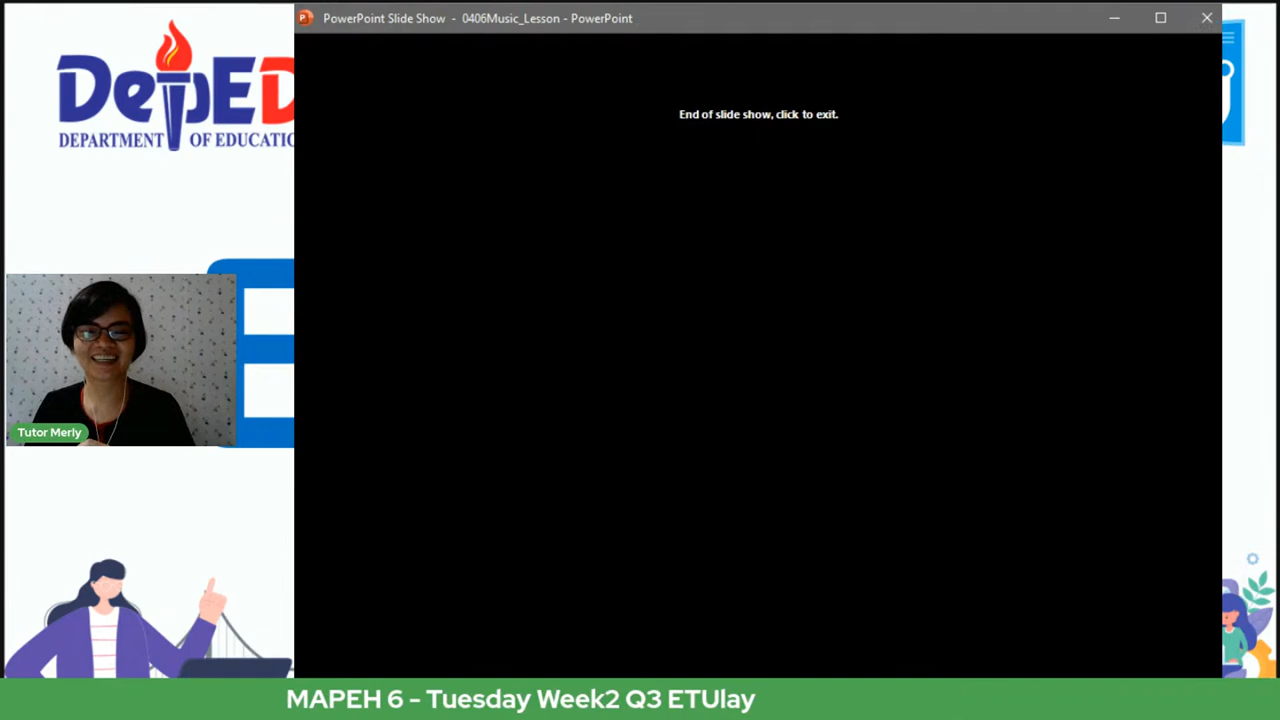 PowerPoint Slide Show - 0406Music_Lesson - PowerPoint
DepED
DEPARTMENT OF EDUCATIO
End of slide show, click to exit.
Tutor Merly
MAPEH 6 - Tuesday Week2 Q3 ETUlay